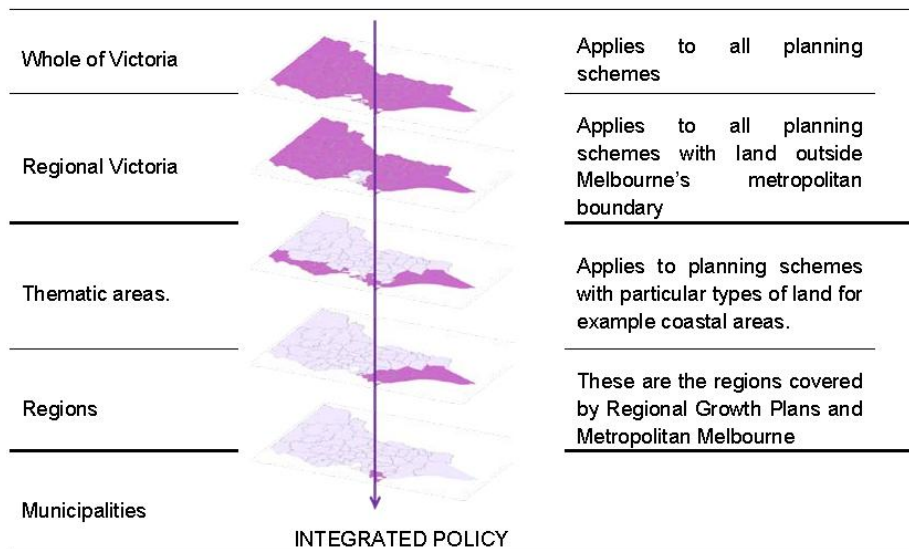 Whole of Victoria
Applies to all planning
schemes
Regional Victoria
Applies to all planning
schemes with land outside
Melbourne's metropolitan
boundary
Thematic areas.
Applies to planning schemes
with particular types of land for
example coastal areas.
Regions
These are the regions covered
by Regional Growth Plans and
Metropolitan Melbourne
Municipalities
INTEGRATED POLICY